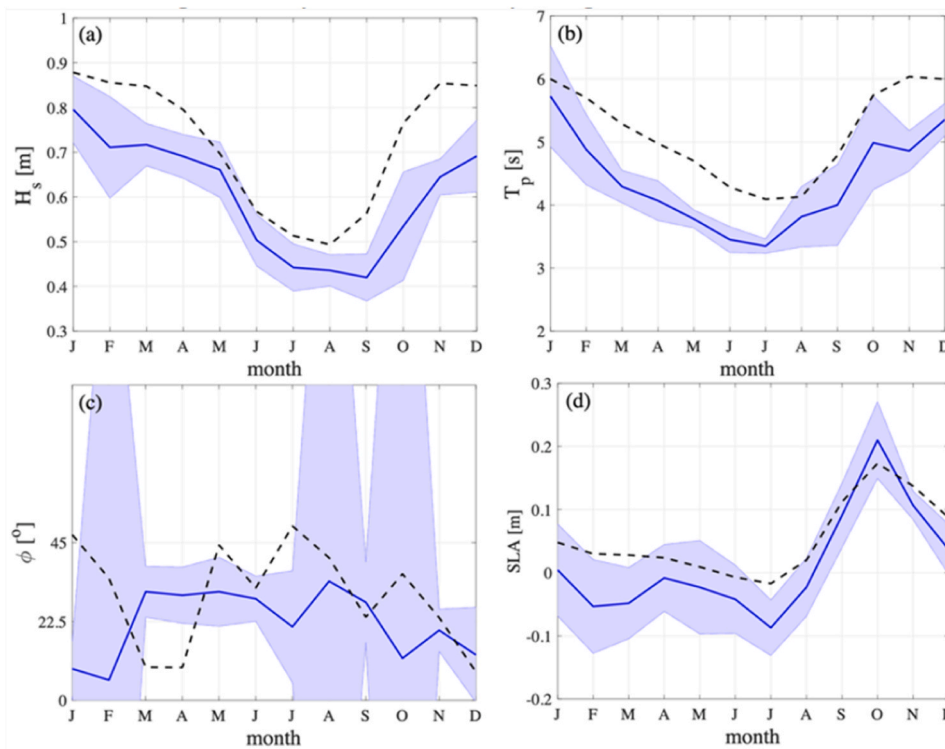 (a)
1
0.9
0.8
0.7
0.6
0.5
0.4
0.3
H_s [m]
J F M A M J J A S O N D
month
(b)
7
6
5
4
3
2
T_p [s]
J F M A M J J A S O N D
month
(c)
45
22.5
0
ϕ [°]
J F M A M J J A S O N D
month
(d)
0.3
0.2
0.1
0
-0.1
-0.2
SLA [m]
J F M A M J J A S O N D
month